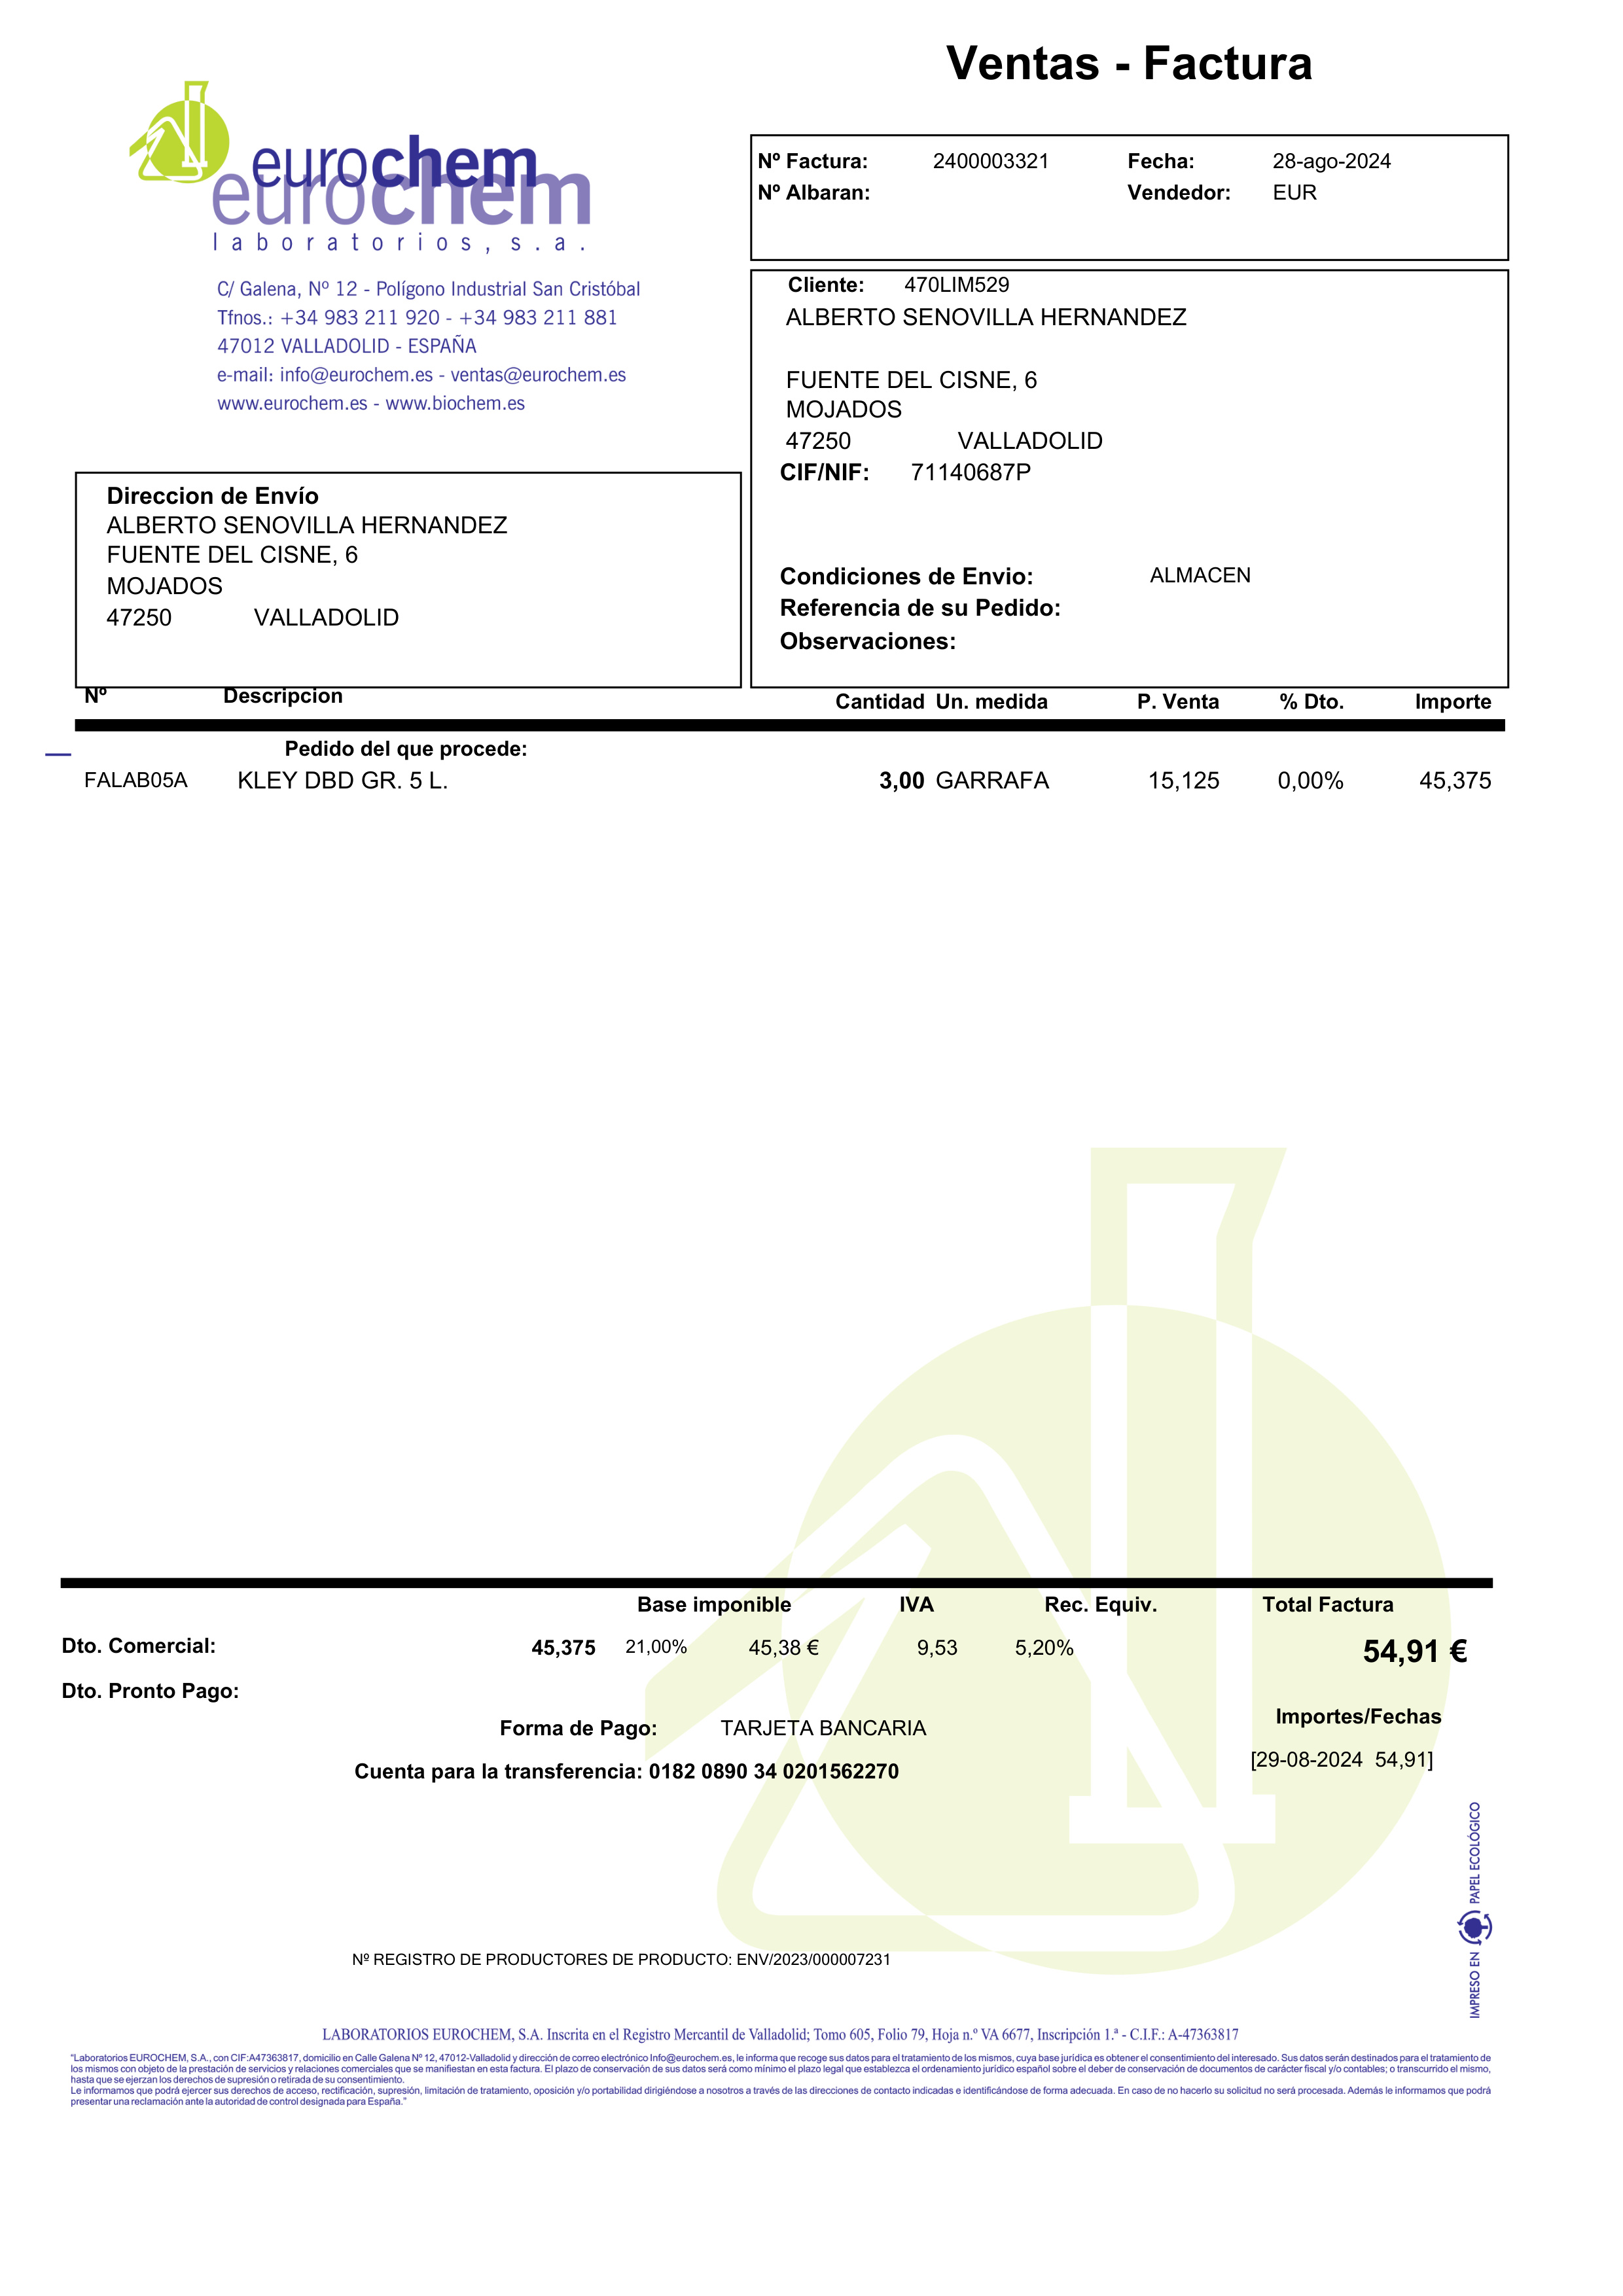 Ventas - Factura
eurochem
eurochem
laboratorios, s.a.
C/ Galena, Nº 12 - Polígono Industrial San Cristóbal
Tfnos.: +34 983 211 920 - +34 983 211 881
47012 VALLADOLID - ESPAÑA
e-mail: info@eurochem.es - ventas@eurochem.es
www.eurochem.es - www.biochem.es
Nº Factura: 2400003321 Fecha: 28-ago-2024
Nº Albaran: Vendedor: EUR
Cliente: 470LIM529
ALBERTO SENOVILLA HERNANDEZ
FUENTE DEL CISNE, 6
MOJADOS
47250 VALLADOLID
CIF/NIF: 71140687P
Condiciones de Envio: ALMACEN
Referencia de su Pedido:
Observaciones:
Direccion de Envío
ALBERTO SENOVILLA HERNANDEZ
FUENTE DEL CISNE, 6
MOJADOS
47250 VALLADOLID
Nº Descripcion Cantidad Un. medida P. Venta % Dto. Importe
Pedido del que procede:
FALAB05A KLEY DBD GR. 5 L. 3,00 GARRAFA 15,125 0,00% 45,375
Base imponible IVA Rec. Equiv. Total Factura
Dto. Comercial: 45,375 21,00% 45,38 € 9,53 5,20% 54,91 €
Dto. Pronto Pago:
Importes/Fechas
Forma de Pago: TARJETA BANCARIA
[29-08-2024 54,91]
Cuenta para la transferencia: 0182 0890 34 0201562270
IMPRESO EN PAPEL ECOLÓGICO
Nº REGISTRO DE PRODUCTORES DE PRODUCTO: ENV/2023/000007231
LABORATORIOS EUROCHEM, S.A. Inscrita en el Registro Mercantil de Valladolid; Tomo 605, Folio 79, Hoja n.º VA 6677, Inscripción 1.ª - C.I.F.: A-47363817
"Laboratorios EUROCHEM, S.A., con CIF:A47363817, domicilio en Calle Galena Nº 12, 47012-Valladolid y dirección de correo electrónico Info@eurochem.es, le informa que recoge sus datos para el tratamiento de los mismos, cuya base jurídica es obtener el consentimiento del interesado. Sus datos serán destinados para el tratamiento de
los mismos con objeto de la prestación de servicios y relaciones comerciales que se manifiestan en esta factura. El plazo de conservación de sus datos será como mínimo el plazo legal que establezca el ordenamiento jurídico español sobre el deber de conservación de documentos de carácter fiscal y/o contables; o transcurrido el mismo,
hasta que se ejerzan los derechos de supresión o retirada de su consentimiento.
Le informamos que podrá ejercer sus derechos de acceso, rectificación, supresión, limitación de tratamiento, oposición y/o portabilidad dirigiéndose a nosotros a través de las direcciones de contacto indicadas e identificándose de forma adecuada. En caso de no hacerlo su solicitud no será procesada. Además le informamos que podrá
presentar una reclamación ante la autoridad de control designada para España."